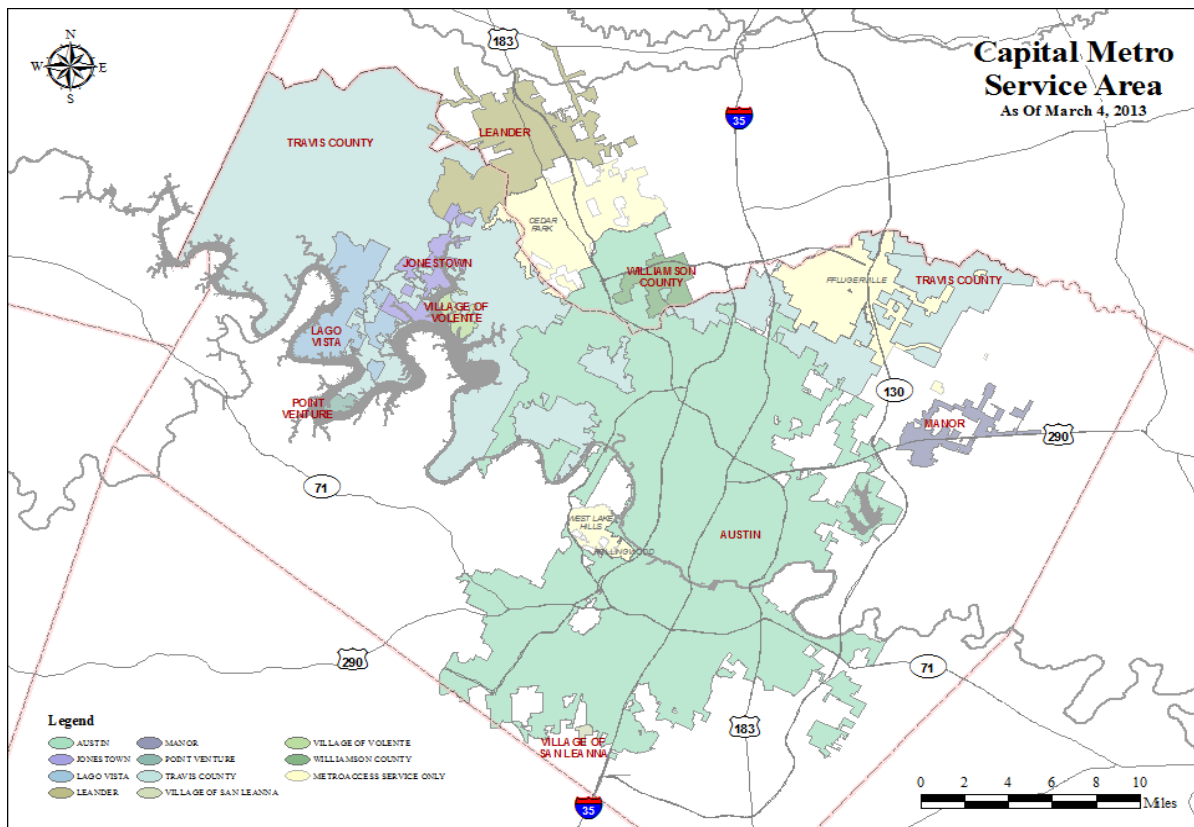 N
W
E
S
Capital Metro
Service Area
As Of March 4, 2013
183
35
LEANDER
TRAVIS COUNTY
CEDAR
PARK
JONESTOWN
WILLIAMSON
COUNTY
PFLUGERVILLE
TRAVIS COUNTY
VILLAGE OF
VOLENTE
LAGO
VISTA
POINT
VENTURE
130
MANOR
290
71
WEST LAKE
HILLS
ROLLINGWOOD
AUSTIN
290
71
183
VILLAGE OF
SAN LEANNA
35
Legend
AUSTIN
JONESTOWN
LAGO VISTA
LEANDER
MANOR
POINT VENTURE
TRAVIS COUNTY
VILLAGE OF SAN LEANNA
VILLAGE OF VOLENTE
WILLIAMSON COUNTY
METROACCESS SERVICE ONLY
0 2 4 6 8 10
Miles